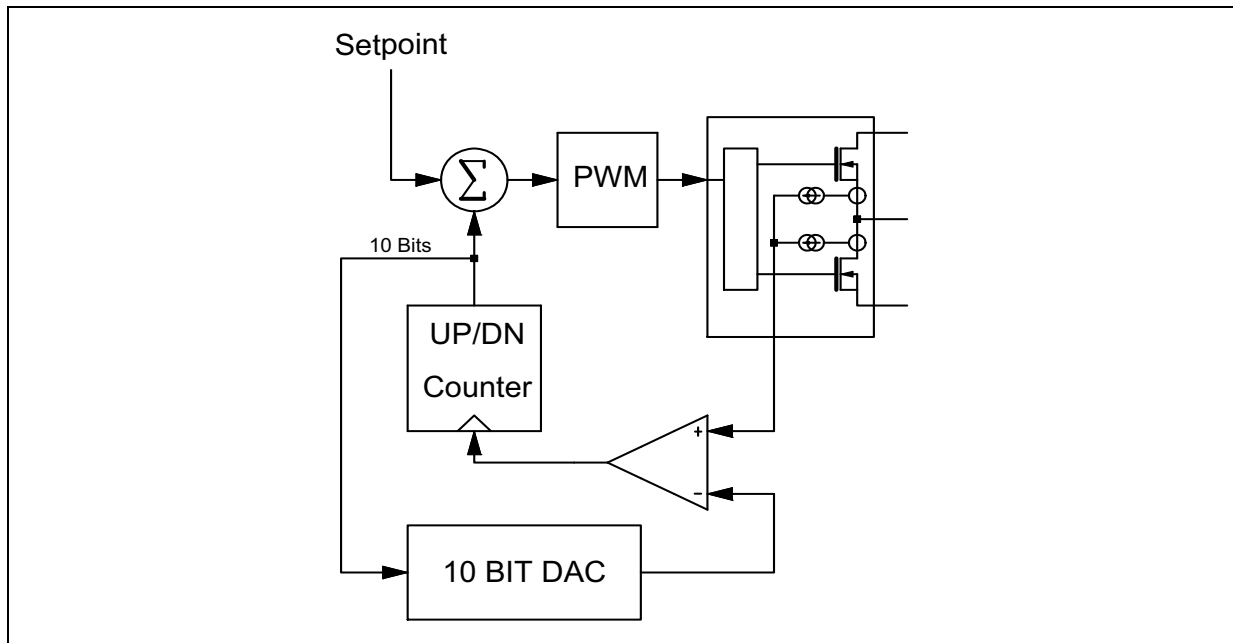 Setpoint
Σ
PWM
10 Bits
UP/DN
Counter
+
−
10 BIT DAC